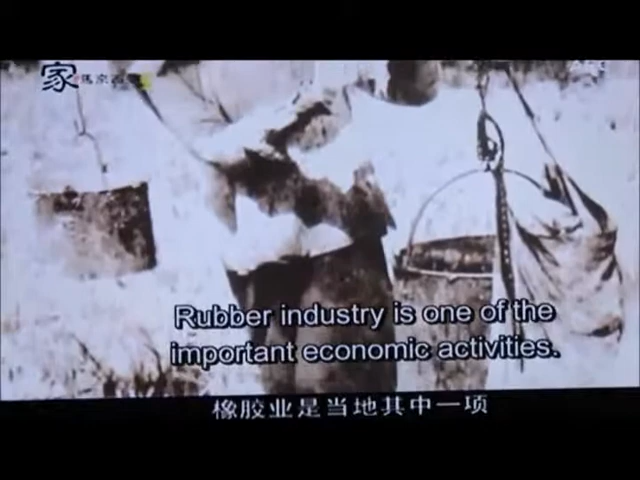 家
Rubber industry is one of the
important economic activities.
橡胶业是当地其中一项